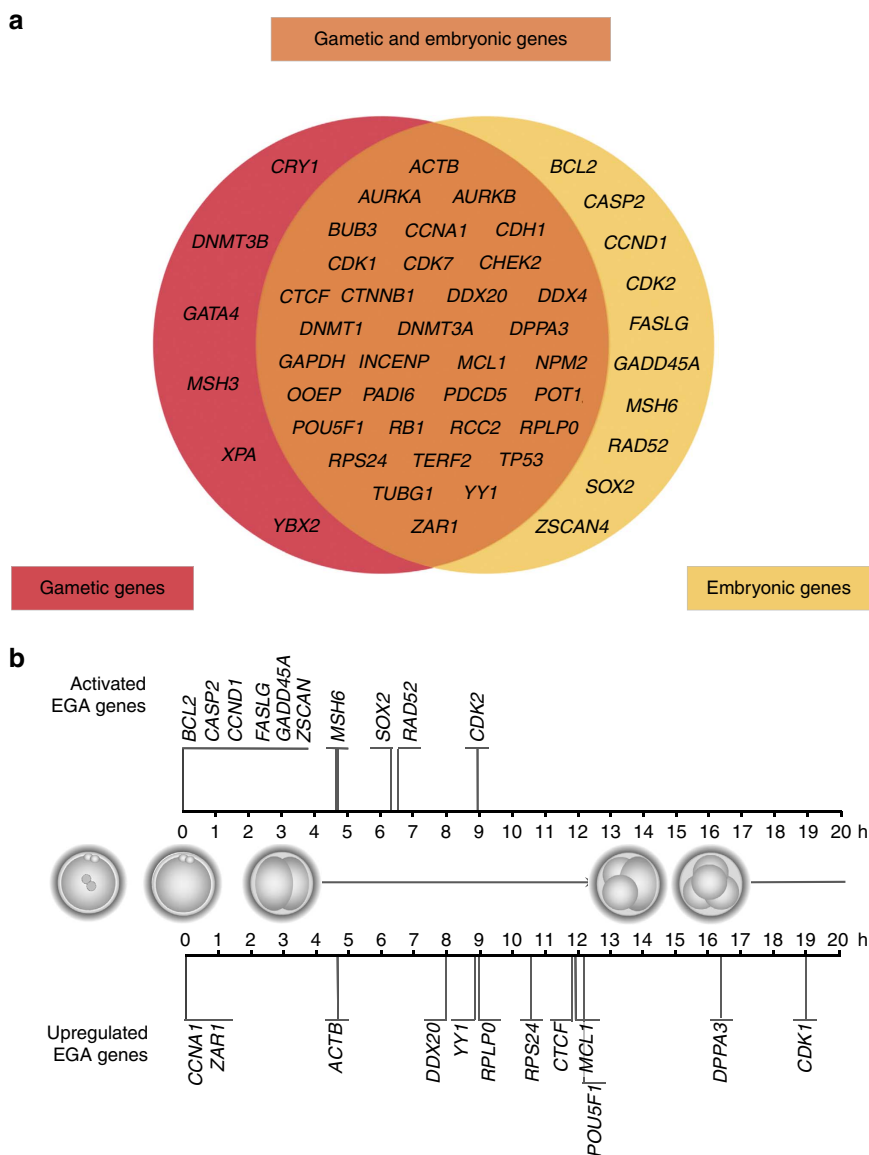 a
Gametic and embryonic genes
CRY1 ACTB BCL2
AURKA AURKB CASP2
DNMT3B BUB3 CCNA1 CDH1 CCND1
CDK1 CDK7 CHEK2 CDK2
GATA4 CTCF CTNNB1 DDX20 DDX4
DNMT1 DNMT3A DPPA3 FASLG
GAPDH INCENP MCL1 NPM2 GADD45A
MSH3 OOEP PADI6 PDCD5 POT1 MSH6
POU5F1 RB1 RCC2 RPLP0 RAD52
XPA RPS24 TERF2 TP53
TUBG1 YY1 SOX2
YBX2 ZAR1 ZSCAN4
Gametic genes Embryonic genes
b
Activated
EGA genes
BCL2
CASP2
CCND1
FASLG
GADD45A
ZSCAN
MSH6
SOX2
RAD52
CDK2
0 1 2 3 4 5 6 7 8 9 10 11 12 13 14 15 16 17 18 19 20 h
0 1 2 3 4 5 6 7 8 9 10 11 12 13 14 15 16 17 18 19 20 h
Upregulated
EGA genes
CCNA1
ZAR1
ACTB
DDX20
YY1
RPLP0
RPS24
CTCF
MCL1
POU5F1
DPPA3
CDK1